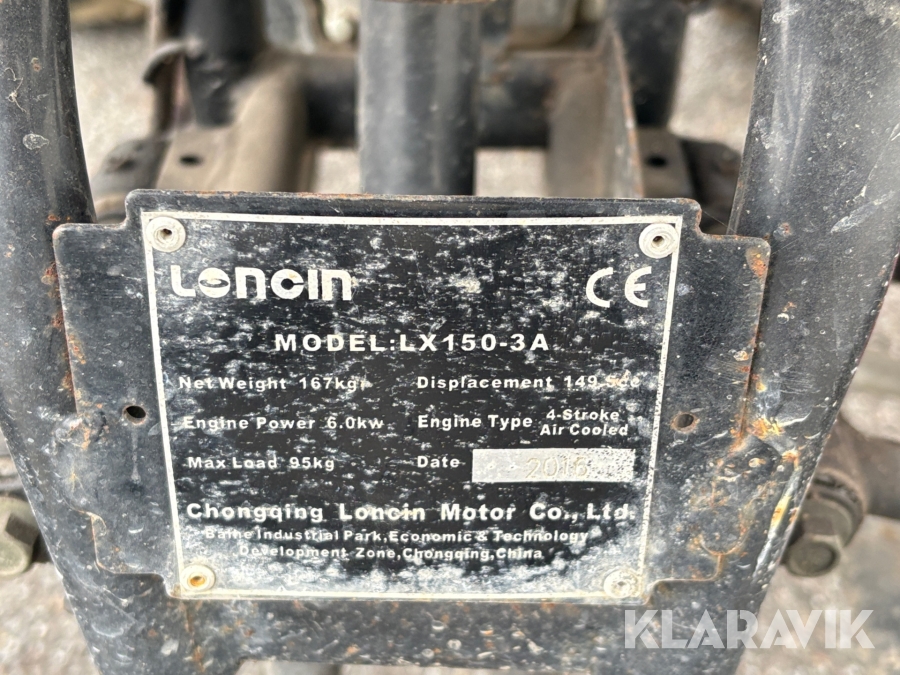 LONCIN
CE
MODEL:LX150-3A
Net Weight 167kg Displacement 149.5cc
Engine Power 6.0kw Engine Type 4-Stroke
Air Cooled
Max Load 95kg Date
Chongqing Loncin Motor Co., Ltd.
Baihe Industrial Park,Economic & Technology
Development Zone,Chongqing,China
KLARAVIK